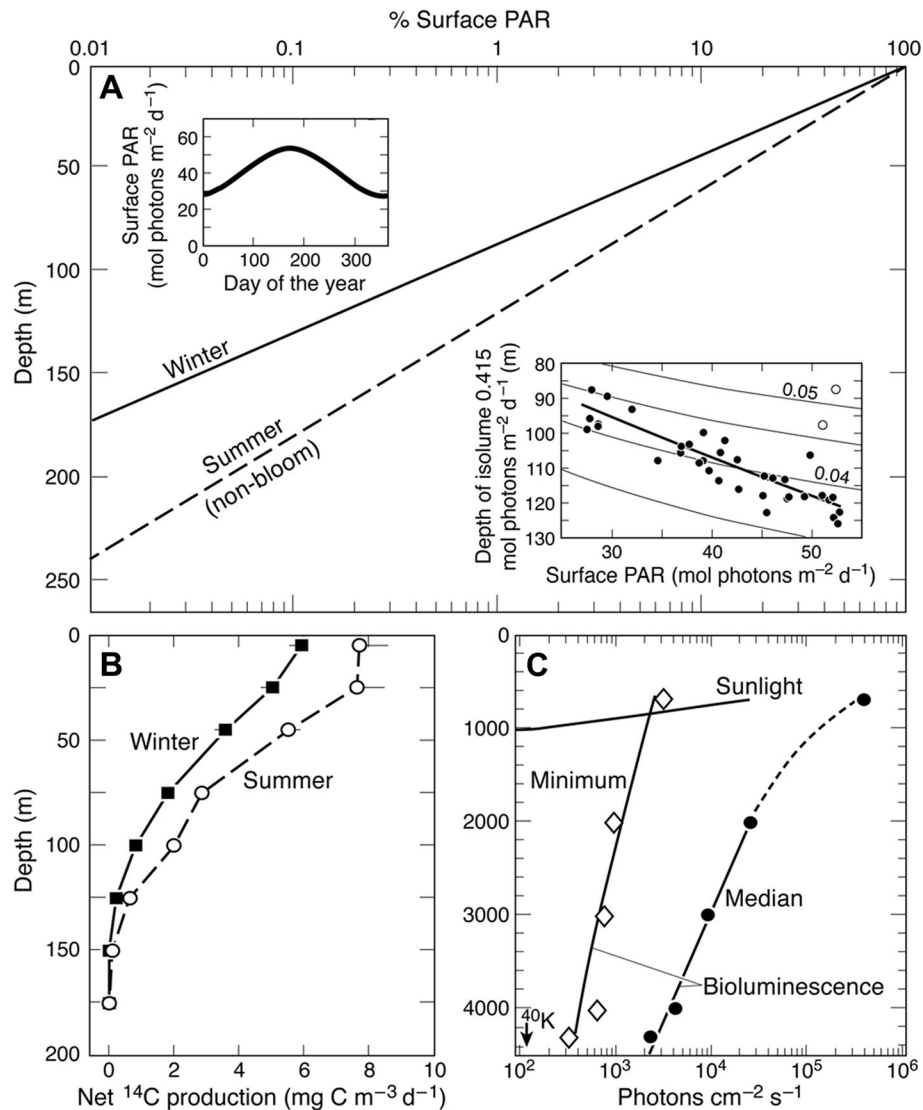 % Surface PAR
0.01 0.1 1 10 100
A
0
50
100
150
200
250
Depth (m)
Surface PAR
(mol photons m⁻² d⁻¹)
60
40
20
0
0 100 200 300
Day of the year
Winter
Summer
(non-bloom)
Depth of isolume 0.415
mol photons m⁻² d⁻¹ (m)
80
90
100
110
120
130
0.05
0.04
30 40 50
Surface PAR (mol photons m⁻² d⁻¹)
B
0
50
100
150
200
Depth (m)
Winter
Summer
0 2 4 6 8 10
Net ¹⁴C production (mg C m⁻³ d⁻¹)
C
0
1000
2000
3000
4000
Depth (m)
Sunlight
Minimum
Median
Bioluminescence
⁴⁰K
10² 10³ 10⁴ 10⁵ 10⁶
Photons cm⁻² s⁻¹